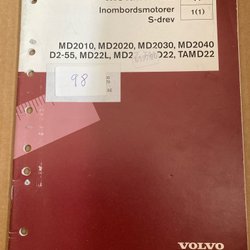 1(1)
Inombordsmotorer
S-drev
MD2010, MD2020, MD2030, MD2040
D2-55, MD22L, MD2 D22, TAMD22
98
VOLVO